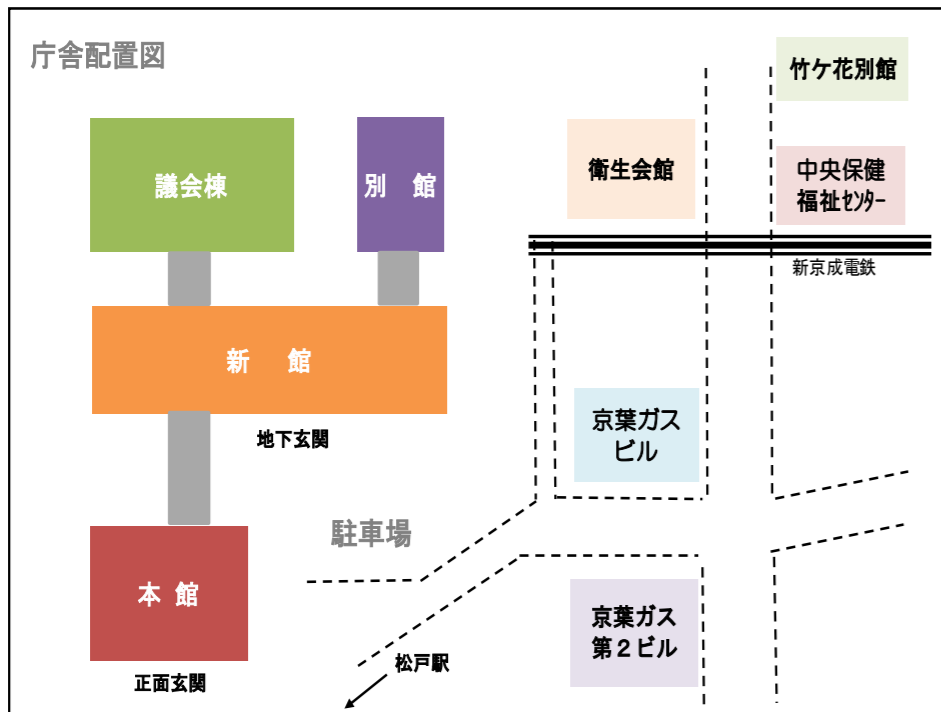 庁舎配置図
竹ケ花別館
議会棟
別 館
衛生会館
中央保健
福祉ｾﾝﾀｰ
新京成電鉄
新 館
地下玄関
京葉ガス
ビル
駐車場
本 館
京葉ガス
第２ビル
松戸駅
正面玄関